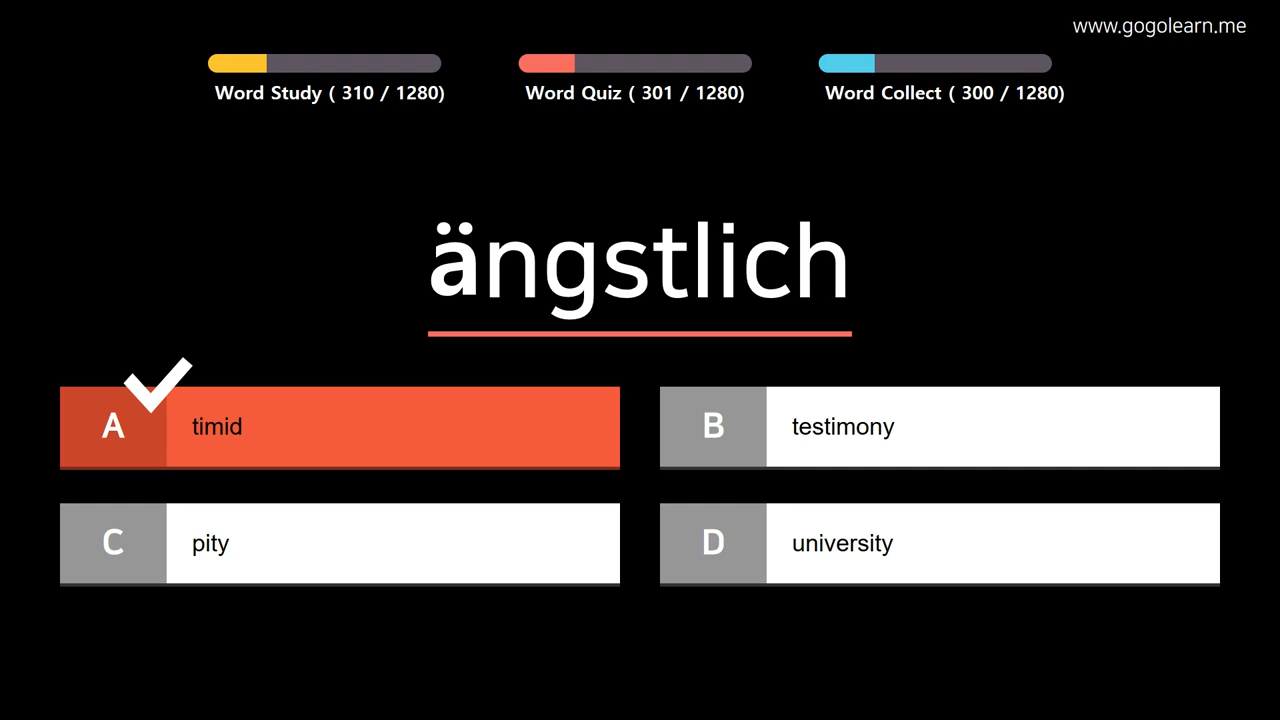 www.gogolearn.me
Word Study ( 310 / 1280)
Word Quiz ( 301 / 1280)
Word Collect ( 300 / 1280)
ängstlich
A timid
B testimony
C pity
D university